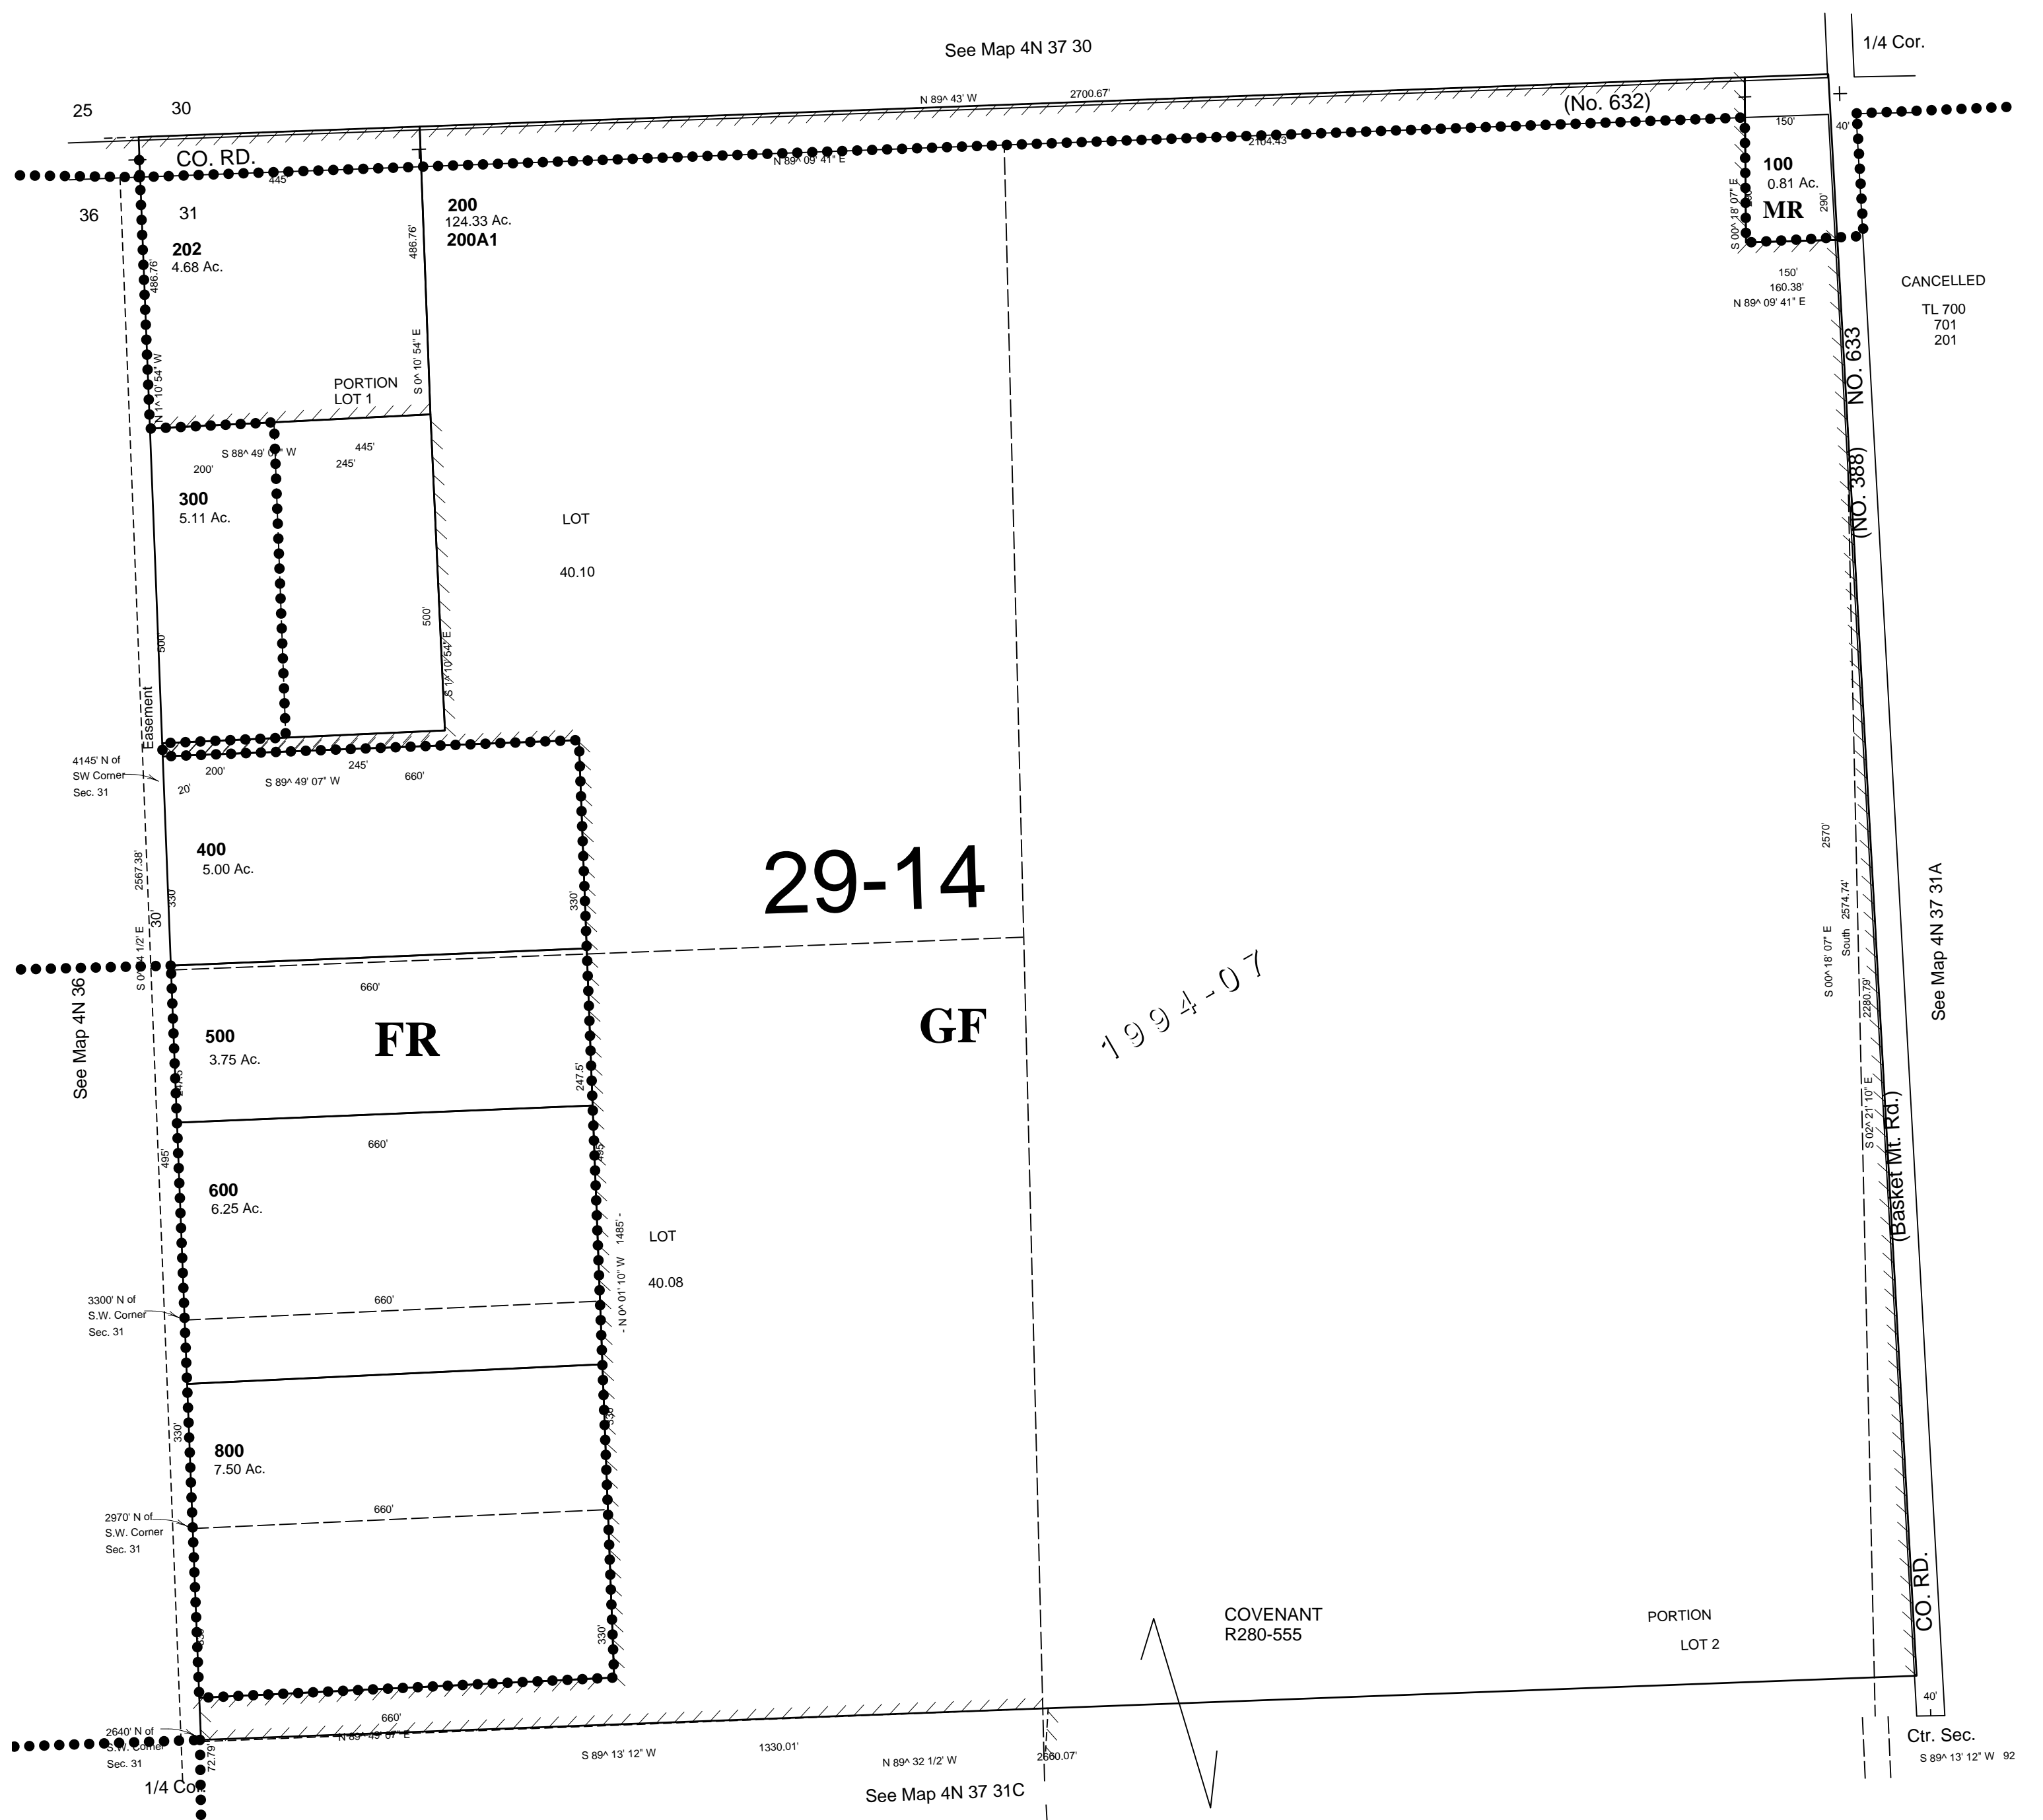 See Map 4N 37 30
1/4 Cor.
25
30
N 89^ 43' W
2700.67'
(No. 632)
CO. RD.
445'
N 89^ 09' 41" E
2104.43'
150'
40'
36
31
202
4.68 Ac.
486.76'
486.76'
200
124.33 Ac.
200A1
100
0.81 Ac.
MR
S 00^ 18' 07" E
290'
150'
160.38'
N 89^ 09' 41" E
CANCELLED
TL 700
701
201
N 1^ 10' 54" W
S 0^ 10' 54" E
PORTION
LOT 1
NO. 633
(NO. 388)
S 88^ 49' W
445'
200'
245'
300
5.11 Ac.
LOT
40.10
500'
500'
S 1^ 10' 54" E
Easement
4145' N of
SW Corner
Sec. 31
200'
245'
660'
S 89^ 49' 07" W
20'
400
5.00 Ac.
2567.38'
330'
330'
30'
29-14
2570'
2574.74'
South
S 00^ 18' 07" E
2280.79'
See Map 4N 37 31A
See Map 4N 36
660'
500
3.75 Ac.
FR
GF
1994-07
247.5'
660'
495'
S 02^ 21' 10" E
(Basket Mt. Rd.)
600
6.25 Ac.
- N 0^ 01' 10" W 1485' -
LOT
40.08
3300' N of
S.W. Corner
Sec. 31
660'
330'
800
7.50 Ac.
2970' N of
S.W. Corner
Sec. 31
660'
330'
COVENANT
R280-555
PORTION
LOT 2
CO. RD.
40'
660'
N 89^ 49' 07" E
2640' N of
S.W. Corner
Sec. 31
72.79'
1/4 Cor.
S 89^ 13' 12" W
1330.01'
N 89^ 32 1/2' W
2660.07'
See Map 4N 37 31C
Ctr. Sec.
S 89^ 13' 12" W 92